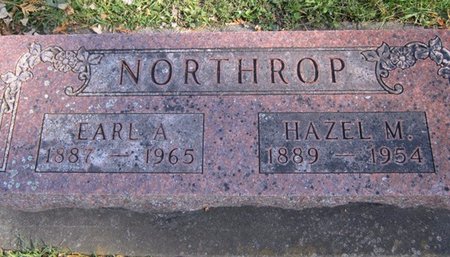 NORTHROP
EARL A.
1887 — 1965
HAZEL M.
1889 — 1954